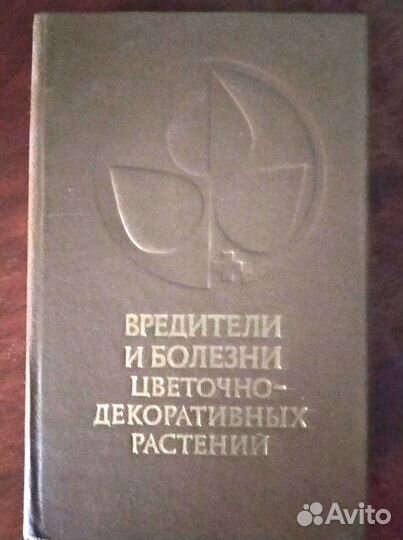 ВРЕДИТЕЛИ
И БОЛЕЗНИ
ЦВЕТОЧНО-
ДЕКОРАТИВНЫХ
РАСТЕНИЙ
Avito